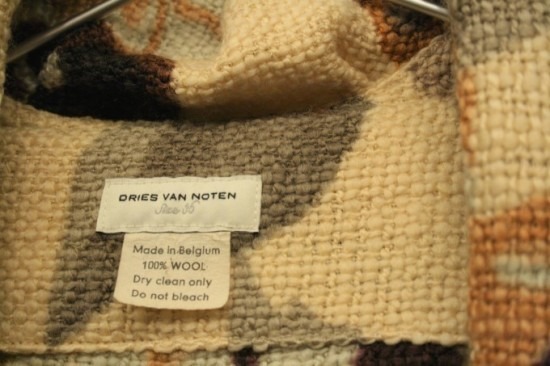 DRIES VAN NOTEN
Made in Belgium
100% WOOL
Dry clean only
Do not bleach